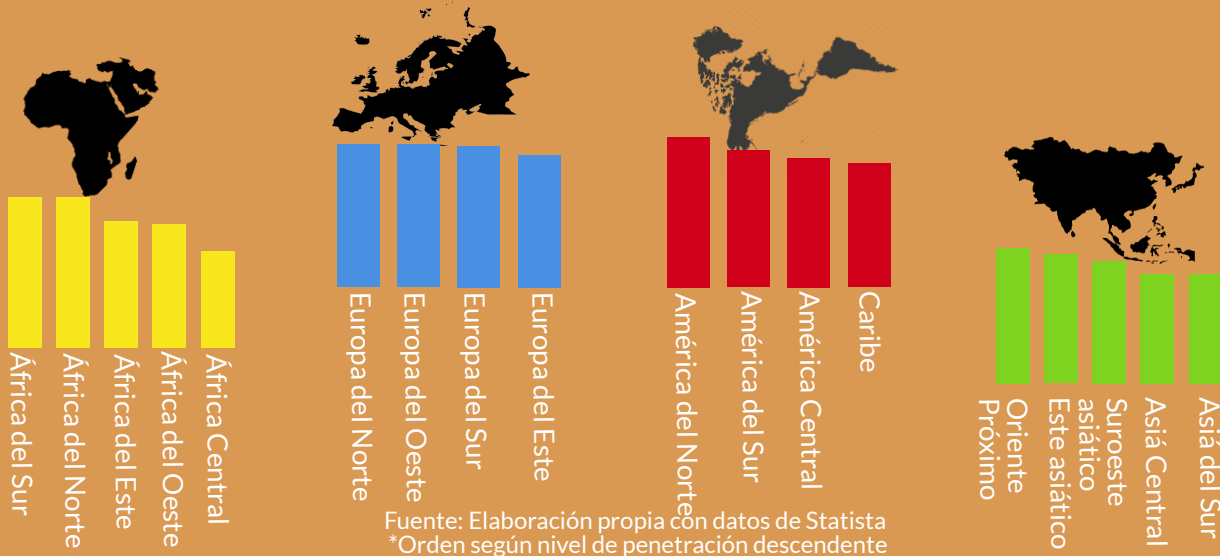 África del Sur
África del Norte
África del Este
África del Oeste
África Central
Europa del Norte
Europa del Oeste
Europa del Sur
Europa del Este
América del Norte
América del Sur
América Central
Caribe
Oriente
Próximo
Este asiático
Suroeste
asiático
Asiá Central
Asiá del Sur
Fuente: Elaboración propia con datos de Statista
*Orden según nivel de penetración descendente